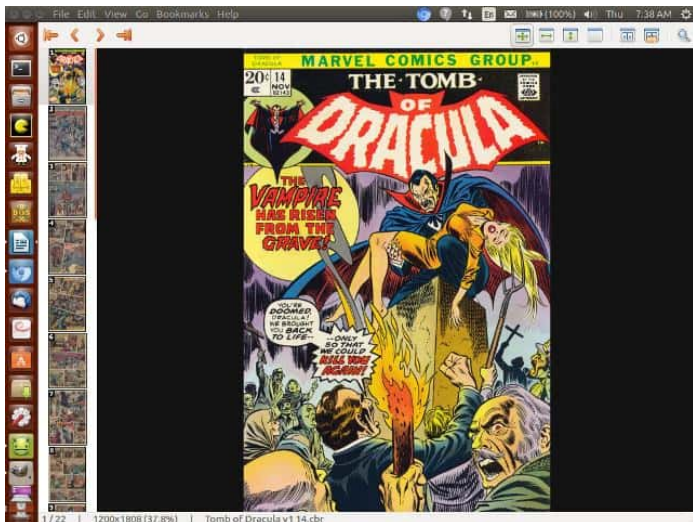 File Edit View Go Bookmarks Help
En (100%) Thu 7:38 AM
TOMB OF DRACULA
MARVEL COMICS GROUP
20¢ 14 NOV
02143
THE TOMB
OF
DRACULA
THE
VAMPIRE
HAS RISEN
FROM THE
GRAVE!
YOU'RE
DOOMED,
DRACULA!
WE BROUGHT
YOU BACK
TO LIFE--
--ONLY
SO THAT
WE COULD
KILL YOU
AGAIN!
1 / 22 | 1200x1808 (37.8%) | Tomb of Dracula v1 14.cbr